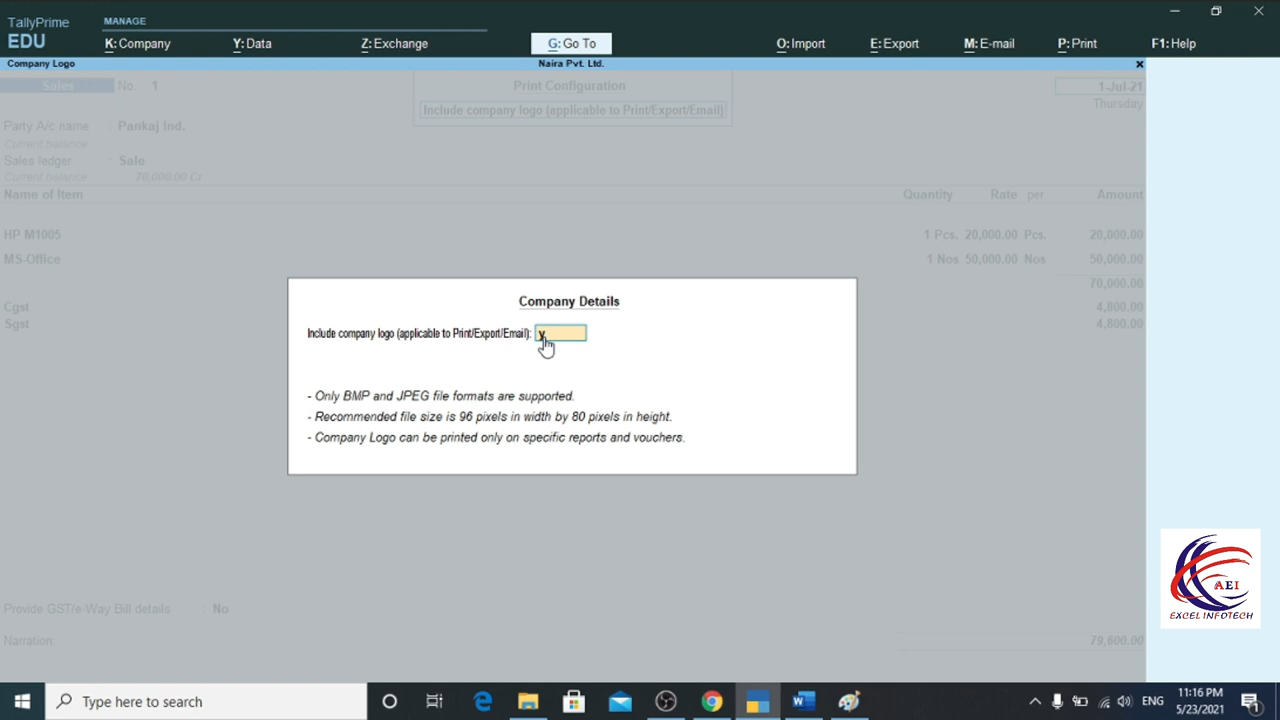 TallyPrime
EDU
MANAGE
K: Company
Y: Data
Z: Exchange
G: Go To
O: Import
E: Export
M: E-mail
P: Print
F1: Help
Company Logo
Naira Pvt. Ltd.
Sales
No. 1
Print Configuration
Include company logo (applicable to Print/Export/Email)
1-Jul-21
Thursday
Party A/c name : Pankaj Ind.
Current balance
Sales ledger : Sale
Current balance 70,000.00 Cr
Name of Item
Quantity Rate per Amount
HP M1005 1 Pcs. 20,000.00 Pcs. 20,000.00
MS-Office 1 Nos 50,000.00 Nos 50,000.00
70,000.00
Cgst 4,800.00
Sgst 4,800.00
Company Details
Include company logo (applicable to Print/Export/Email): y
- Only BMP and JPEG file formats are supported.
- Recommended file size is 96 pixels in width by 80 pixels in height.
- Company Logo can be printed only on specific reports and vouchers.
AEI
EXCEL INFOTECH
Provide GST/e-Way Bill details : No
Narration:
79,600.00
Type here to search
ENG
11:16 PM
5/23/2021
1